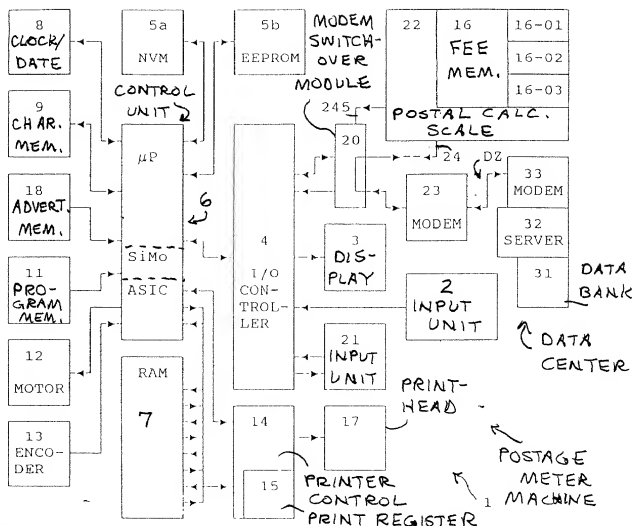 8
CLOCK/
DATE
5a
NVM
5b
EEPROM
MODEM
SWITCH-
OVER
MODULE
22
16
FEE
MEM.
16-01
16-02
16-03
POSTAL CALC.
SCALE
CONTROL
UNIT
9
CHAR.
MEM.
µP
245
20
24
DZ
33
MODEM
23
MODEM
32
SERVER
31
DATA
BANK
18
ADVERT.
MEM.
6
SiMo
ASIC
4
I/O
CON-
TROL-
LER
3
DIS-
PLAY
2
INPUT
UNIT
11
PRO-
GRAM
MEM.
DATA
CENTER
12
MOTOR
21
INPUT
UNIT
RAM
7
PRINT-
HEAD
13
ENCO-
DER
14
17
15
POSTAGE
METER
MACHINE
1
PRINTER
CONTROL
PRINT REGISTER